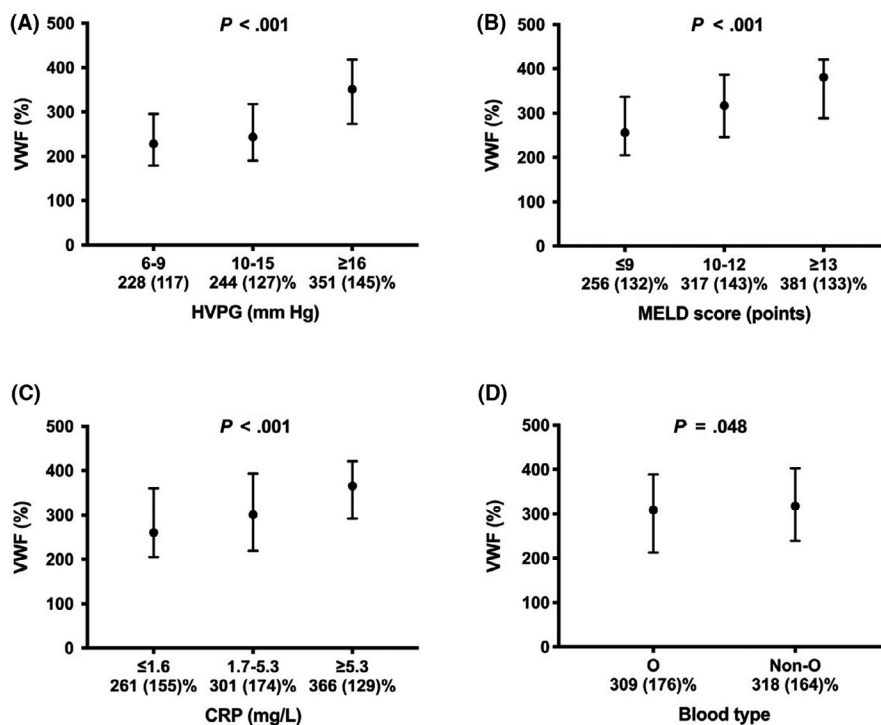 (A)
P < .001
VWF (%)
500
400
300
200
100
0
6-9 10-15 ≥16
228 (117) 244 (127)% 351 (145)%
HVPG (mm Hg)
(B)
P < .001
VWF (%)
500
400
300
200
100
0
≤9 10-12 ≥13
256 (132)% 317 (143)% 381 (133)%
MELD score (points)
(C)
P < .001
VWF (%)
500
400
300
200
100
0
≤1.6 1.7-5.3 ≥5.3
261 (155)% 301 (174)% 366 (129)%
CRP (mg/L)
(D)
P = .048
VWF (%)
500
400
300
200
100
0
O Non-O
309 (176)% 318 (164)%
Blood type